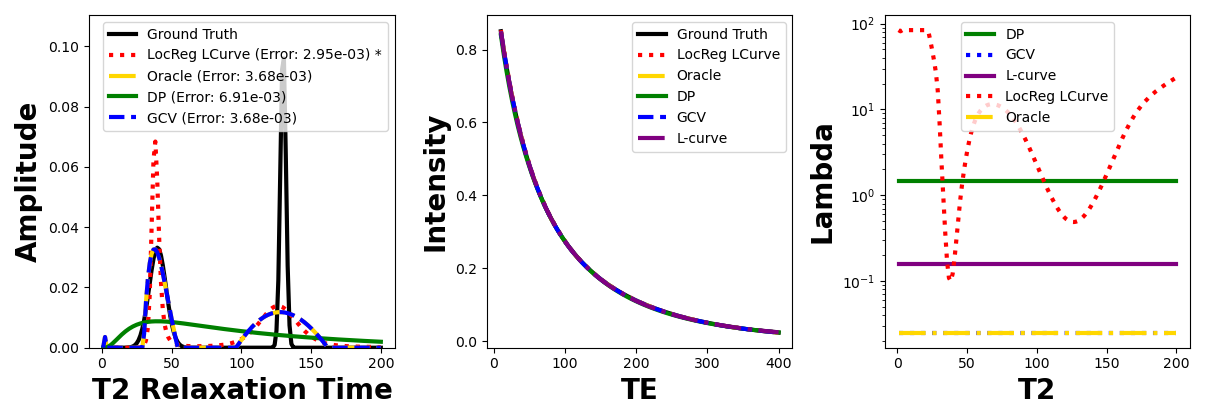 Amplitude
0.10
0.08
0.06
0.04
0.02
0.00
Ground Truth
LocReg LCurve (Error: 2.95e-03) *
Oracle (Error: 3.68e-03)
DP (Error: 6.91e-03)
GCV (Error: 3.68e-03)
0 50 100 150 200
T2 Relaxation Time
Intensity
0.8
0.6
0.4
0.2
0.0
Ground Truth
LocReg LCurve
Oracle
DP
GCV
L-curve
0 100 200 300 400
TE
Lambda
10²
10¹
10⁰
10⁻¹
DP
GCV
L-curve
LocReg LCurve
Oracle
0 50 100 150 200
T2